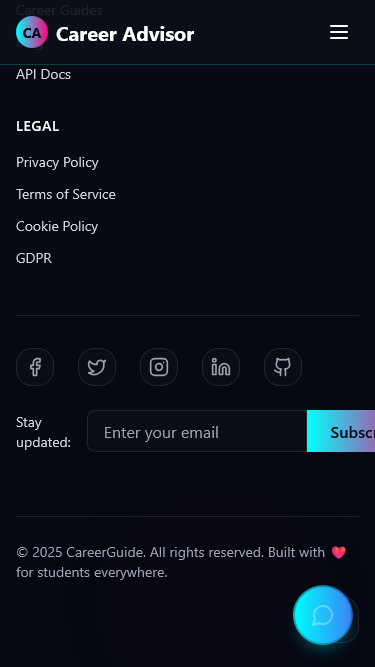 Career Guides
CA Career Advisor
API Docs
LEGAL
Privacy Policy
Terms of Service
Cookie Policy
GDPR
Stay
updated:
Enter your email
Subscr
© 2025 CareerGuide. All rights reserved. Built with ❤️
for students everywhere.